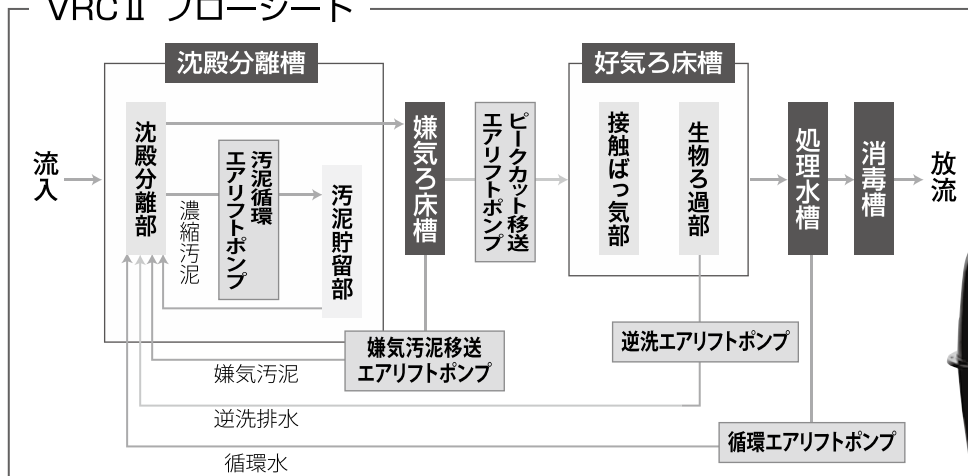 VRCⅡ フローシート
沈殿分離槽
好気ろ床槽
流入
沈殿分離部
濃縮汚泥
汚泥循環
エアリフトポンプ
汚泥貯留部
嫌気ろ床槽
ピークカット移送
エアリフトポンプ
接触ばっ気部
生物ろ過部
処理水槽
消毒槽
放流
嫌気汚泥移送
エアリフトポンプ
逆洗エアリフトポンプ
嫌気汚泥
逆洗排水
循環エアリフトポンプ
循環水